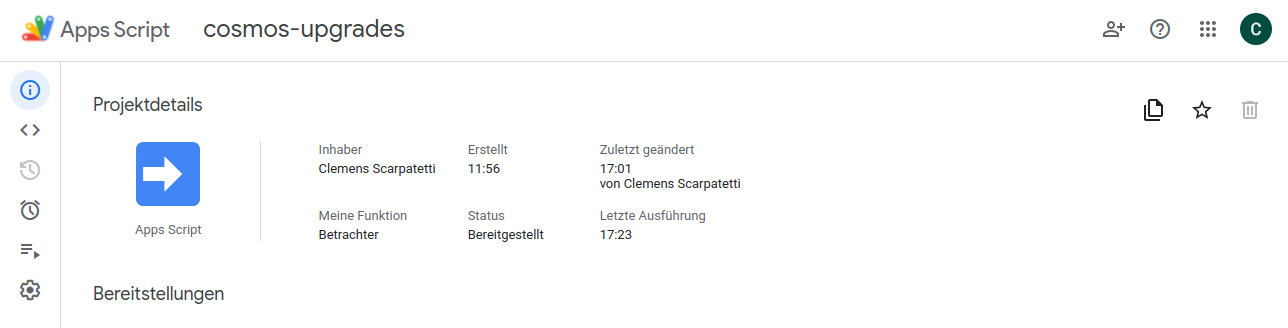 Apps Script
cosmos-upgrades
C
Projektdetails
Apps Script
Inhaber
Clemens Scarpatetti
Erstellt
11:56
Zuletzt geändert
17:01
von Clemens Scarpatetti
Meine Funktion
Betrachter
Status
Bereitgestellt
Letzte Ausführung
17:23
Bereitstellungen